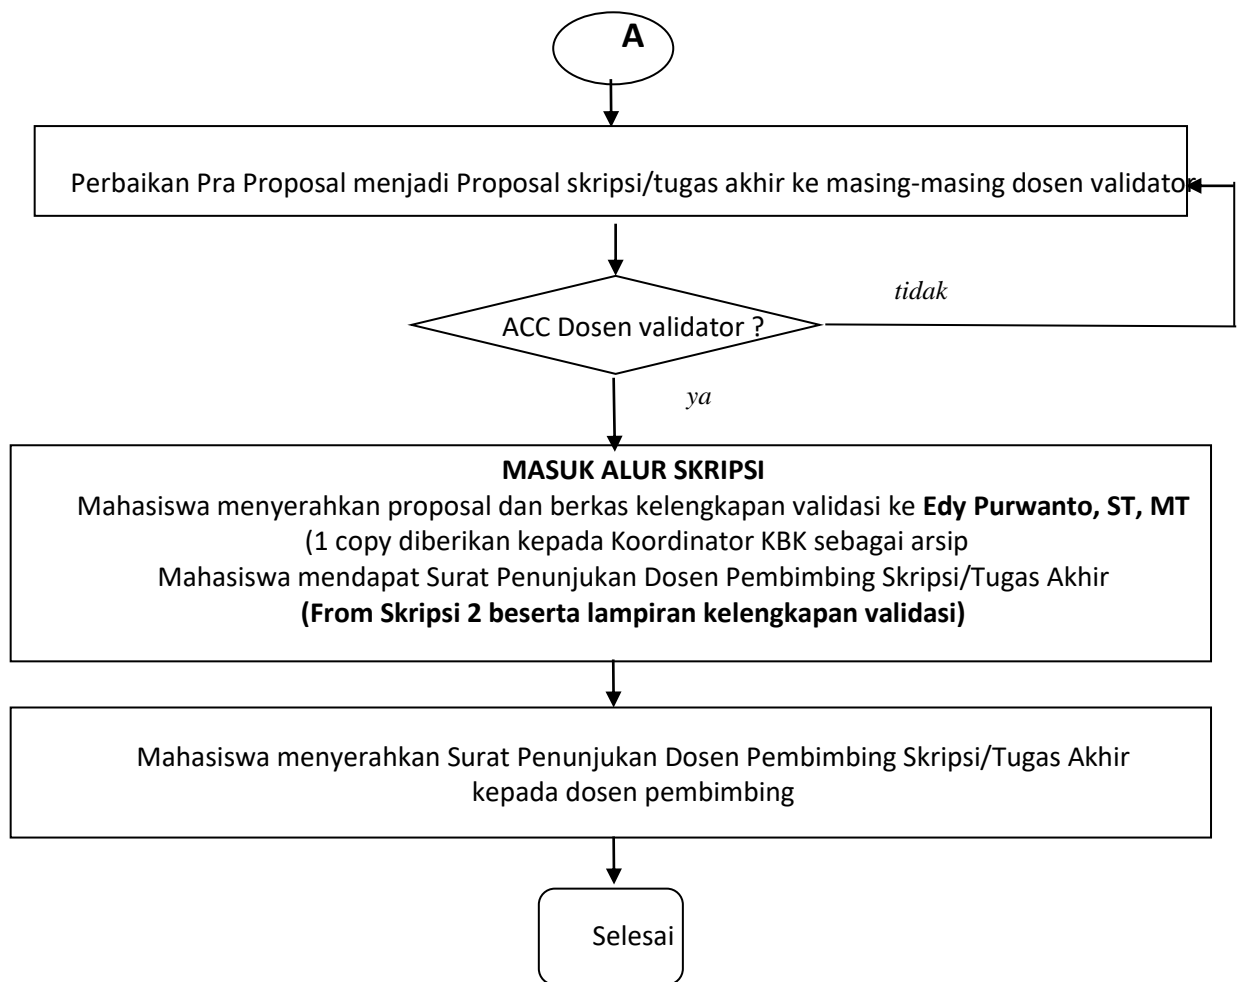 A
Perbaikan Pra Proposal menjadi Proposal skripsi/tugas akhir ke masing-masing dosen validator
tidak
ACC Dosen validator ?
ya
MASUK ALUR SKRIPSI
Mahasiswa menyerahkan proposal dan berkas kelengkapan validasi ke Edy Purwanto, ST, MT
(1 copy diberikan kepada Koordinator KBK sebagai arsip
Mahasiswa mendapat Surat Penunjukan Dosen Pembimbing Skripsi/Tugas Akhir
(From Skripsi 2 beserta lampiran kelengkapan validasi)
Mahasiswa menyerahkan Surat Penunjukan Dosen Pembimbing Skripsi/Tugas Akhir
kepada dosen pembimbing
Selesai